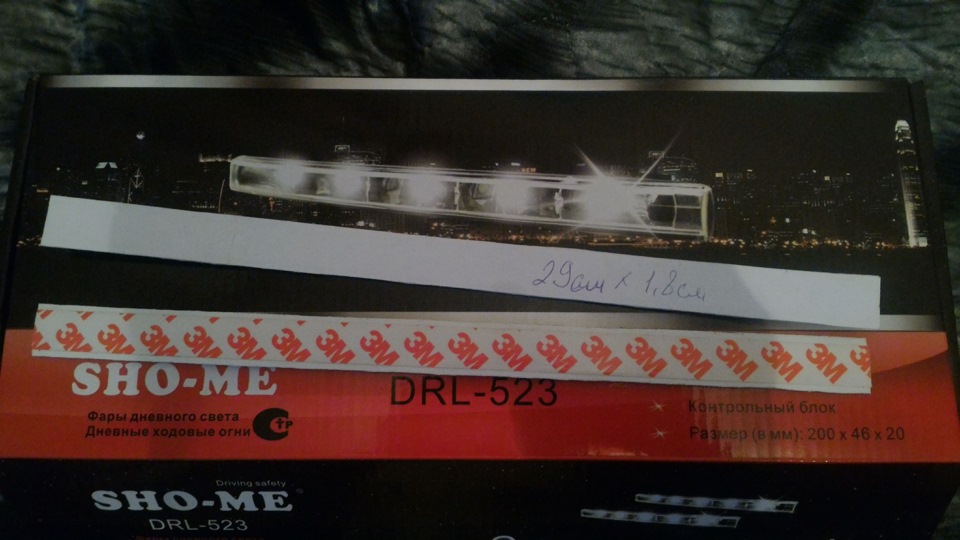 29см х 1,8см
3M 3M 3M 3M 3M 3M 3M 3M 3M 3M 3M 3M 3M 3M 3M 3M 3M 3M
SHO-ME
DRL-523
Фары дневного света
Дневные ходовые огни
Контрольный блок
Размер (в мм): 200 х 46 х 20
Driving safety
SHO-ME
DRL-523